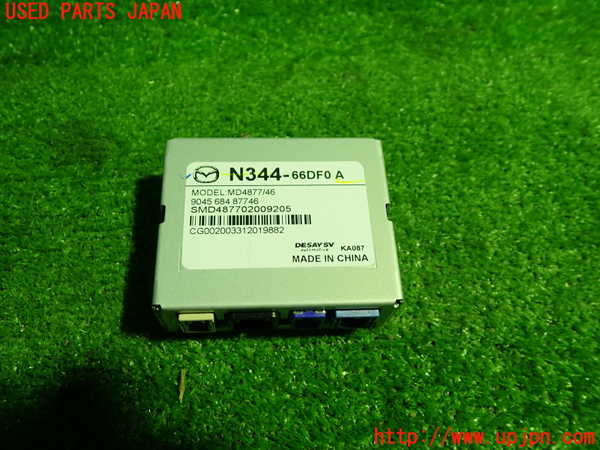 USED PARTS JAPAN
N344-66DF0 A
MODEL:MD4877/46
9045 684 87746
SMD487702009205
CG002003312019882
DESAY SV
AUTOMOTIVE
KA087
MADE IN CHINA
http://www.upjpn.com